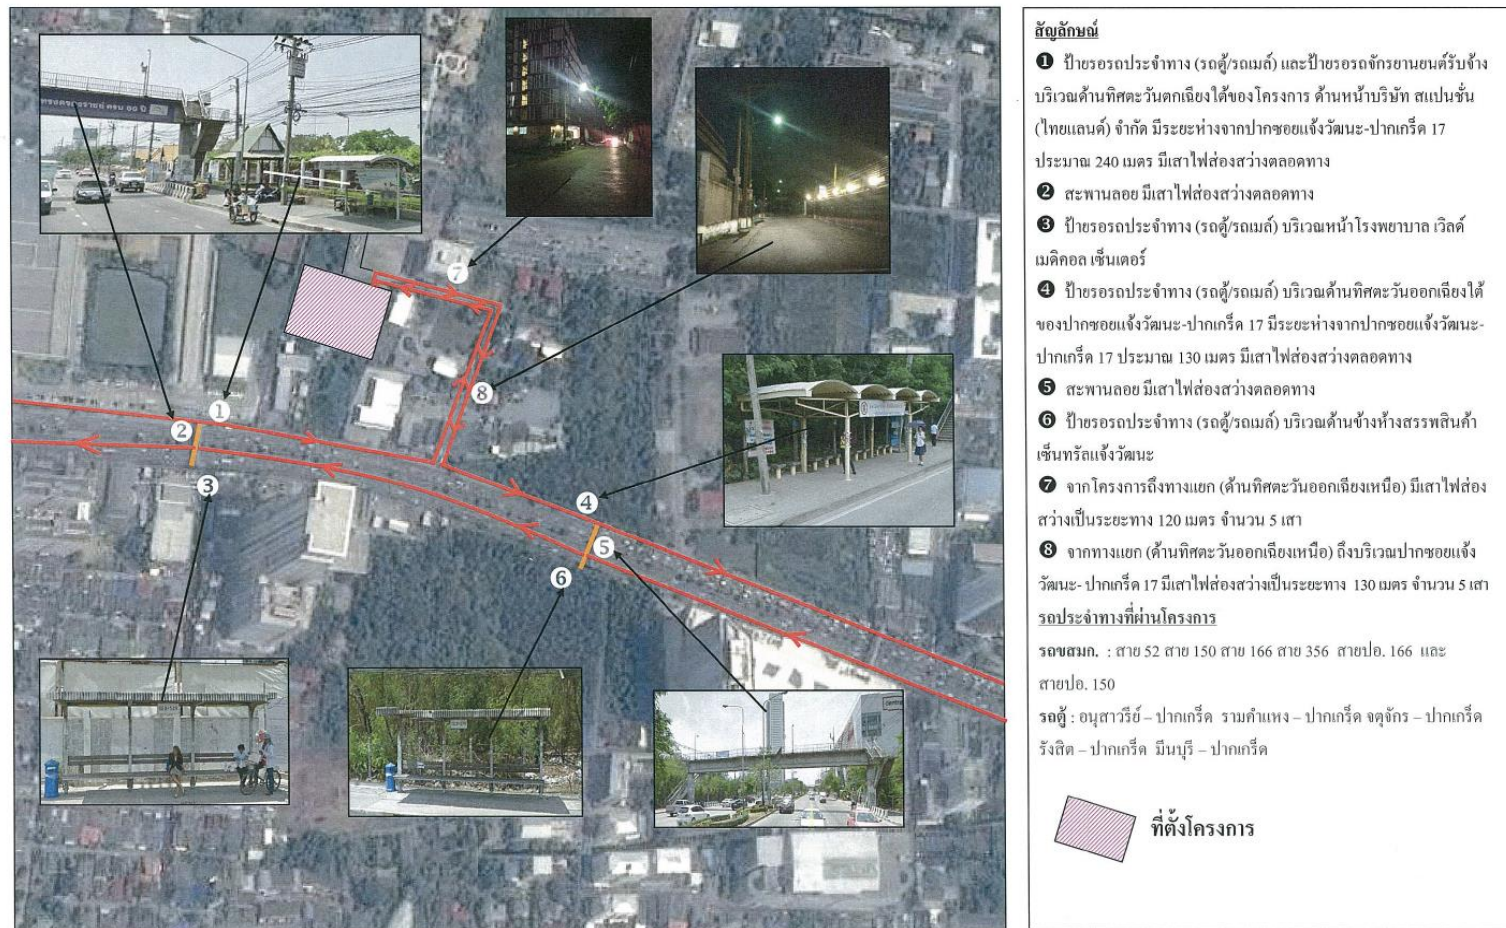 สัญลักษณ์
❶ ป้ายรอรถประจำทาง (รถตู้/รถเมล์) และป้ายรอรถจักรยานยนต์รับจ้าง
บริเวณด้านทิศตะวันตกเฉียงใต้ของโครงการ ด้านหน้าบริษัท สแปนชั่น
(ไทยแลนด์) จำกัด มีระยะห่างจากปากซอยแจ้งวัฒนะ-ปากเกร็ด 17
ประมาณ 240 เมตร มีเสาไฟส่องสว่างตลอดทาง
❷ สะพานลอย มีเสาไฟส่องสว่างตลอดทาง
❸ ป้ายรอรถประจำทาง (รถตู้/รถเมล์) บริเวณหน้าโรงพยาบาล เวิลด์
เมดิคอล เซ็นเตอร์
❹ ป้ายรอรถประจำทาง (รถตู้/รถเมล์) บริเวณด้านทิศตะวันออกเฉียงใต้
ของปากซอยแจ้งวัฒนะ-ปากเกร็ด 17 มีระยะห่างจากปากซอยแจ้งวัฒนะ-
ปากเกร็ด 17 ประมาณ 130 เมตร มีเสาไฟส่องสว่างตลอดทาง
❺ สะพานลอย มีเสาไฟส่องสว่างตลอดทาง
❻ ป้ายรอรถประจำทาง (รถตู้/รถเมล์) บริเวณด้านข้างห้างสรรพสินค้า
เซ็นทรัลแจ้งวัฒนะ
❼ จากโครงการถึงทางแยก (ด้านทิศตะวันออกเฉียงเหนือ) มีเสาไฟส่อง
สว่างเป็นระยะทาง 120 เมตร จำนวน 5 เสา
❽ จากทางแยก (ด้านทิศตะวันออกเฉียงเหนือ) ถึงบริเวณปากซอยแจ้ง
วัฒนะ- ปากเกร็ด 17 มีเสาไฟส่องสว่างเป็นระยะทาง 130 เมตร จำนวน 5 เสา
รถประจำทางที่ผ่านโครงการ
รถขสมก. : สาย 52 สาย 150 สาย 166 สาย 356 สายปอ. 166 และ
สายปอ. 150
รถตู้ : อนุสาวรีย์ – ปากเกร็ด รามคำแหง – ปากเกร็ด จตุจักร – ปากเกร็ด
รังสิต – ปากเกร็ด มีนบุรี – ปากเกร็ด
ที่ตั้งโครงการ
❼
❽
❶
❷
❸
❹
❺
❻